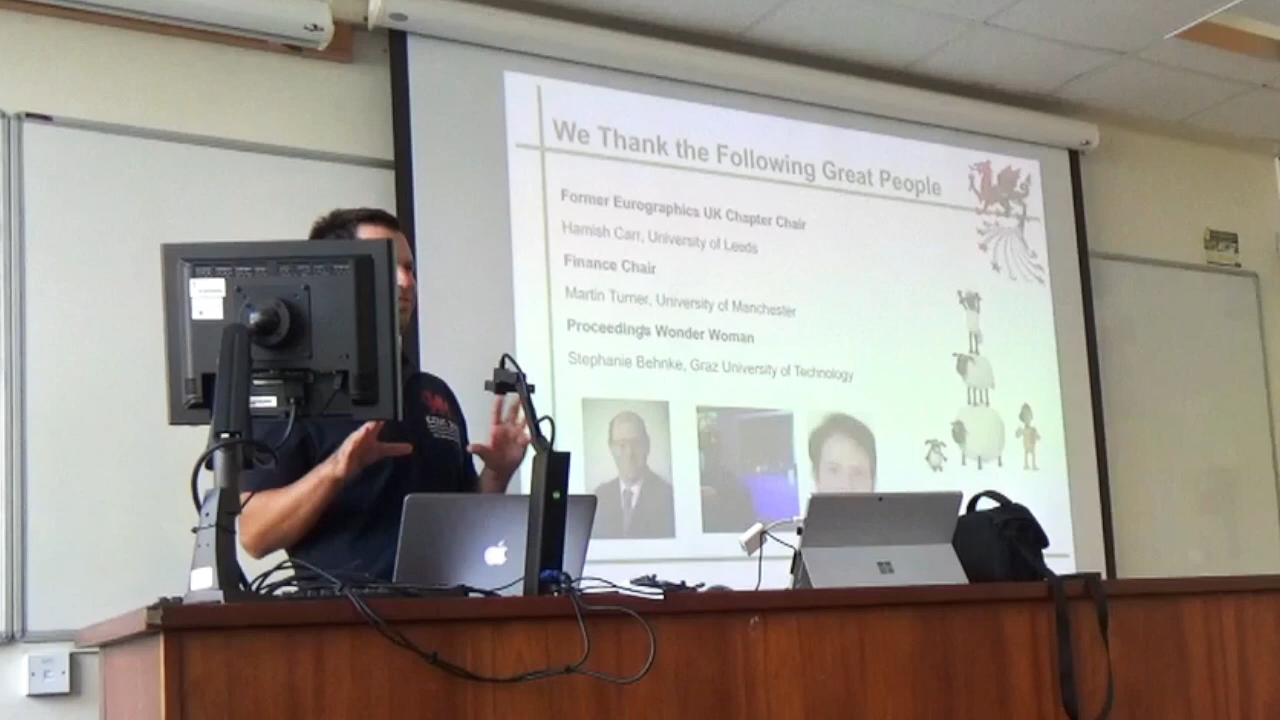 We Thank the Following Great People
Former Eurographics UK Chapter Chair
Hamish Carr, University of Leeds
Finance Chair
Martin Turner, University of Manchester
Proceedings Wonder Woman
Stephanie Behnke, Graz University of Technology